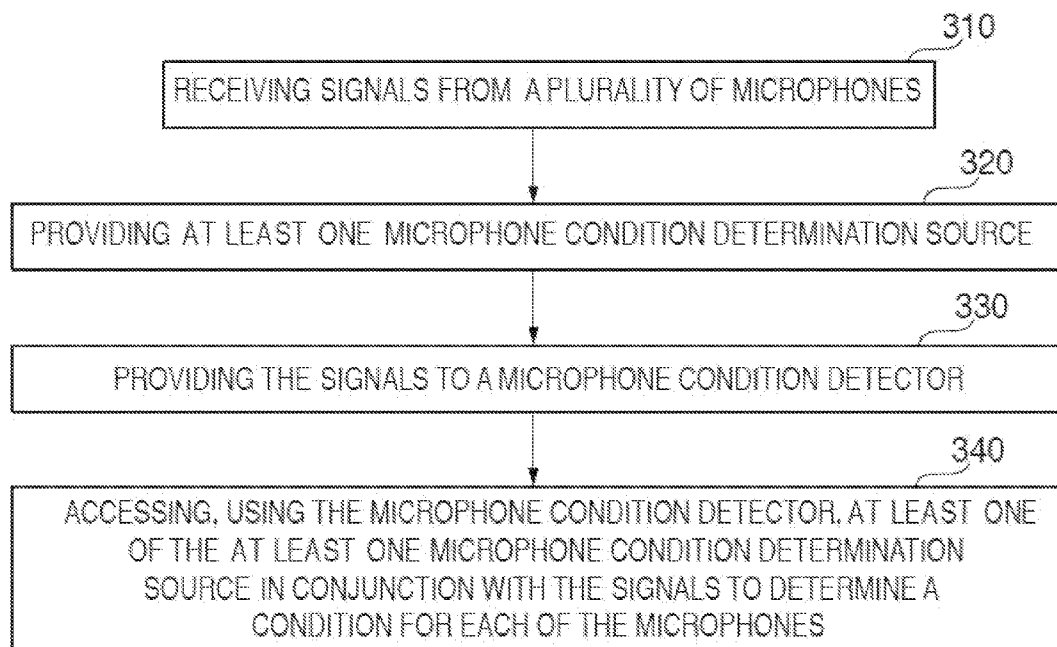 310
RECEIVING SIGNALS FROM A PLURALITY OF MICROPHONES
320
PROVIDING AT LEAST ONE MICROPHONE CONDITION DETERMINATION SOURCE
330
PROVIDING THE SIGNALS TO A MICROPHONE CONDITION DETECTOR
340
ACCESSING, USING THE MICROPHONE CONDITION DETECTOR, AT LEAST ONE
OF THE AT LEAST ONE MICROPHONE CONDITION DETERMINATION
SOURCE IN CONJUNCTION WITH THE SIGNALS TO DETERMINE A
CONDITION FOR EACH OF THE MICROPHONES